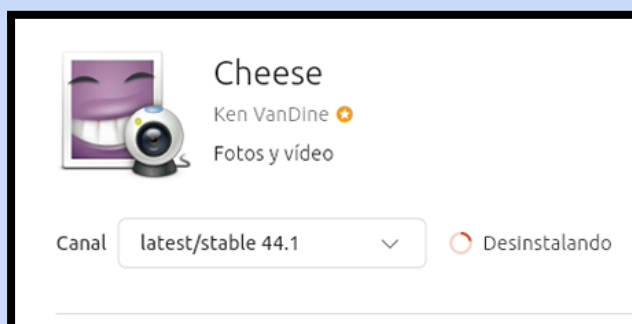 Cheese
Ken VanDine
Fotos y vídeo
Canal latest/stable 44.1 Desinstalando